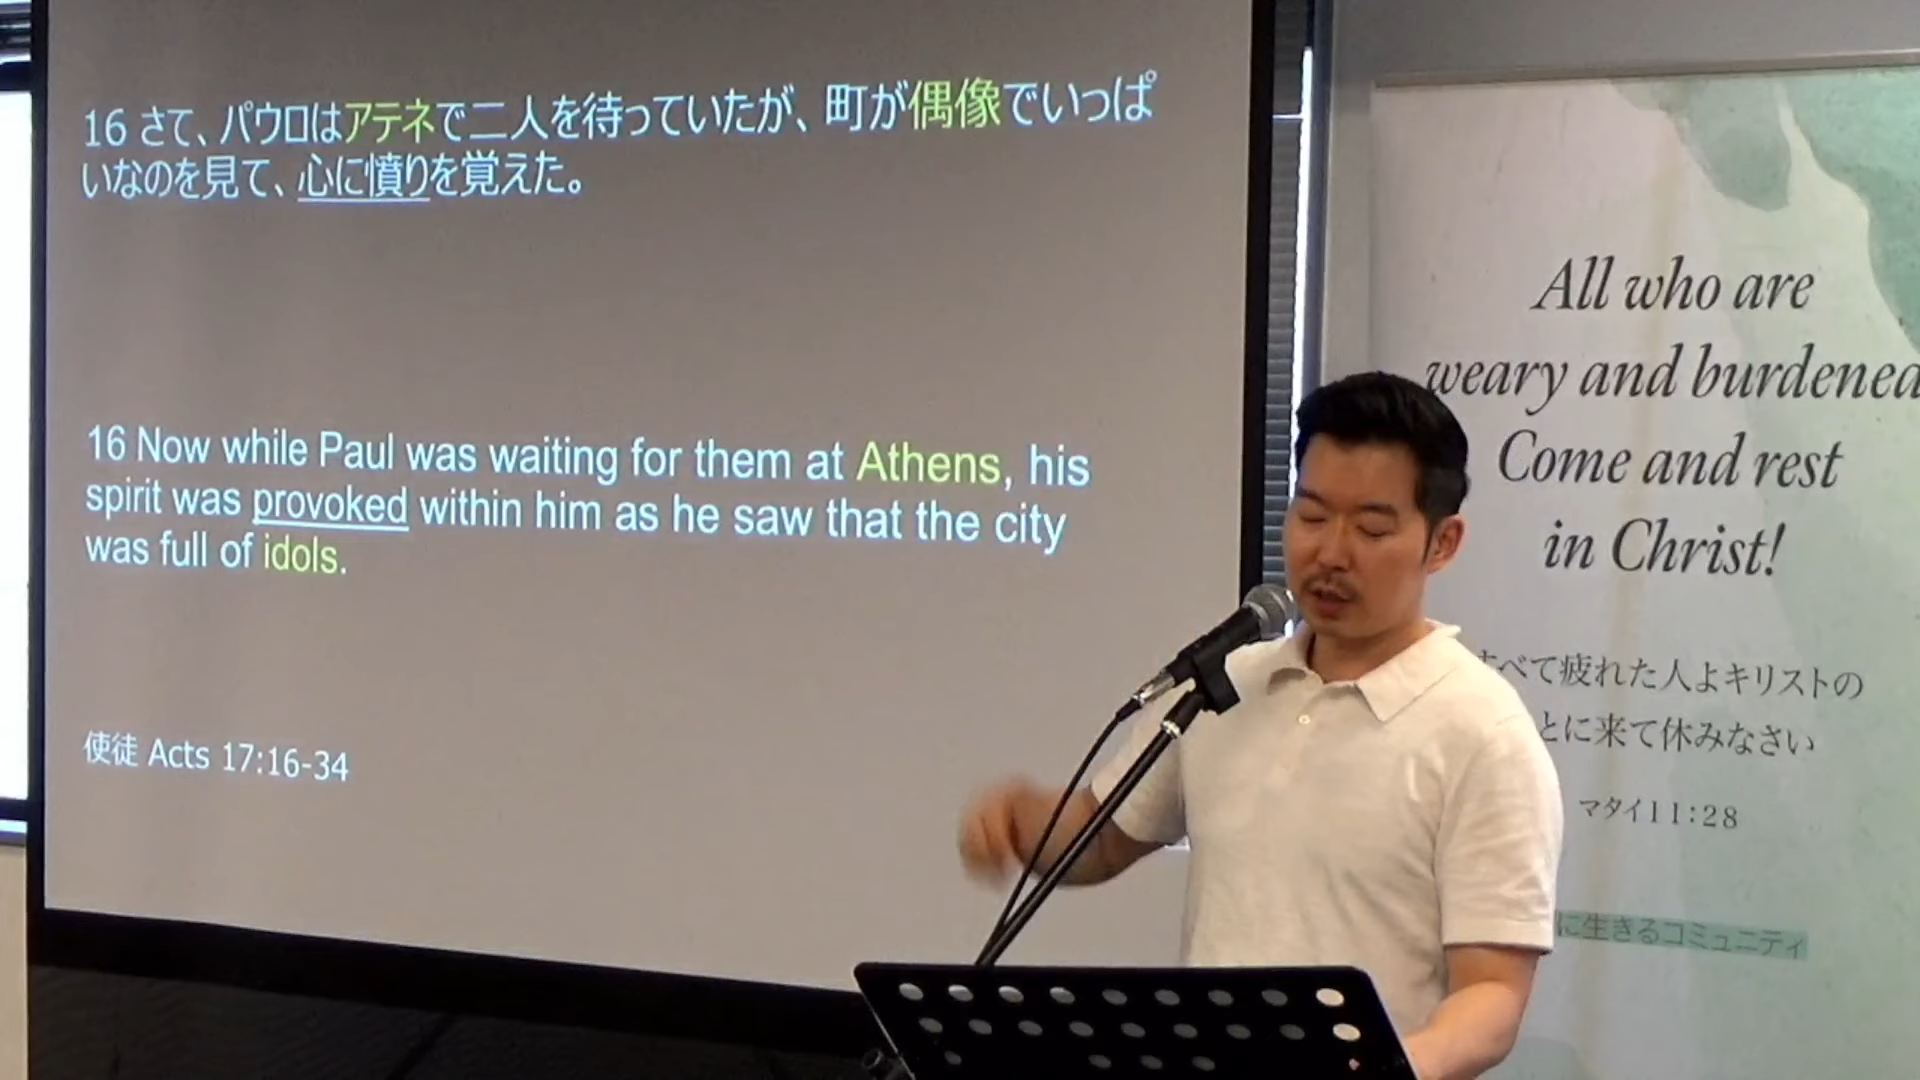 16 さて、パウロはアテネで二人を待っていたが、町が偶像でいっぱ
いなのを見て、心に憤りを覚えた。
16 Now while Paul was waiting for them at Athens, his
spirit was provoked within him as he saw that the city
was full of idols.
使徒 Acts 17:16-34
All who are
weary and burdened
Come and rest
in Christ!
すべて疲れた人よキリストの
とに来て休みなさい
マタイ11:28
に生きるコミュニティ